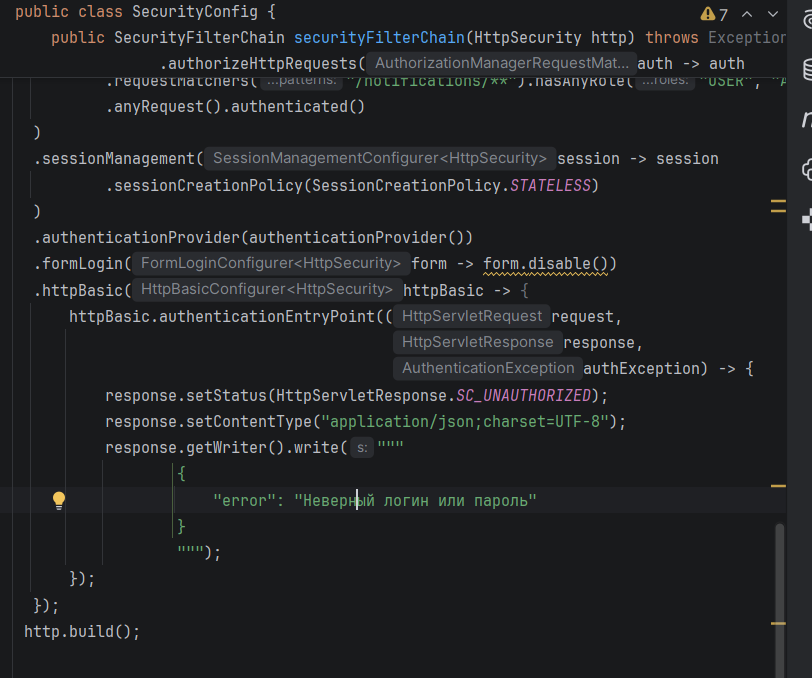 public class SecurityConfig {
7
public SecurityFilterChain securityFilterChain(HttpSecurity http) throws Exception
.authorizeHttpRequests( AuthorizationManagerRequestMat... auth -> auth
.requestMatchers( ...patterns: "/notifications/**").hasAnyRole( ...roles: "USER", "A
.anyRequest().authenticated()
)
.sessionManagement( SessionManagementConfigurer<HttpSecurity> session -> session
.sessionCreationPolicy(SessionCreationPolicy.STATELESS)
)
.authenticationProvider(authenticationProvider())
.formLogin( FormLoginConfigurer<HttpSecurity> form -> form.disable())
.httpBasic( HttpBasicConfigurer<HttpSecurity> httpBasic -> {
httpBasic.authenticationEntryPoint(( HttpServletRequest request,
HttpServletResponse response,
AuthenticationException authException) -> {
response.setStatus(HttpServletResponse.SC_UNAUTHORIZED);
response.setContentType("application/json;charset=UTF-8");
response.getWriter().write( s: """
{
"error": "Неверный логин или пароль"
}
""");
});
});
http.build();